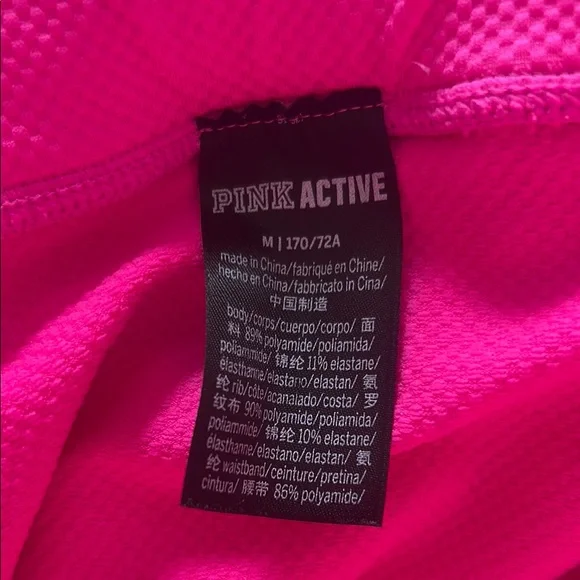 PINK ACTIVE
M | 170/72A
made in China/fabriqué en Chine/
hecho en China/fabbricato in Cina/
中国制造
body/corps/cuerpo/corpo/ 面
料 89% polyamide/poliamida/
poliammide/ 锦纶 11% elastane/
élasthanne/elastano/elastan/ 氨
纶 rib/côte/acanalado/costa/ 罗
纹布 90% polyamide/poliamida/
poliammide/ 锦纶 10% elastane/
élasthanne/elastano/elastan/ 氨
纶 waistband/ceinture/pretina/
cintura/ 腰带 86% polyamide/